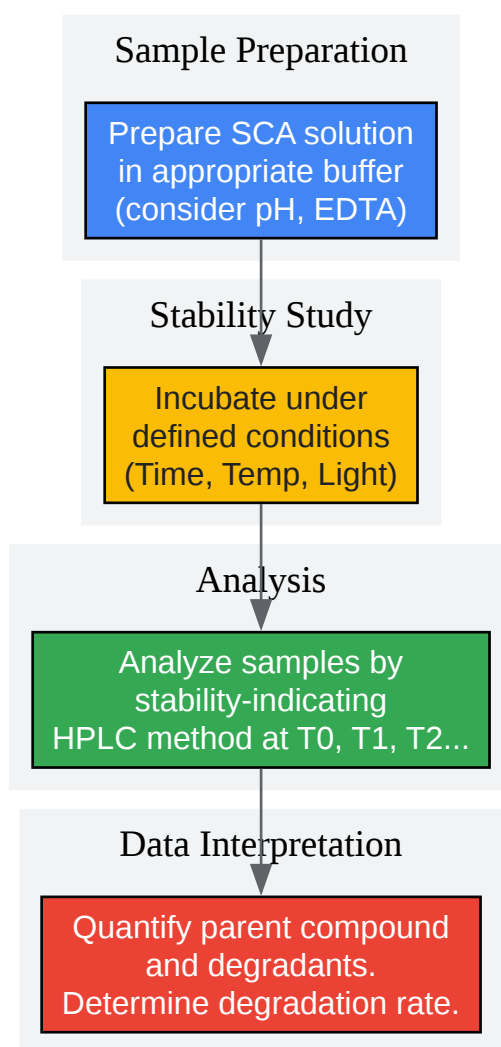 Sample Preparation
Prepare SCA solution
in appropriate buffer
(consider pH, EDTA)
Stability Study
Incubate under
defined conditions
(Time, Temp, Light)
Analysis
Analyze samples by
stability-indicating
HPLC method at T0, T1, T2...
Data Interpretation
Quantify parent compound
and degradants.
Determine degradation rate.